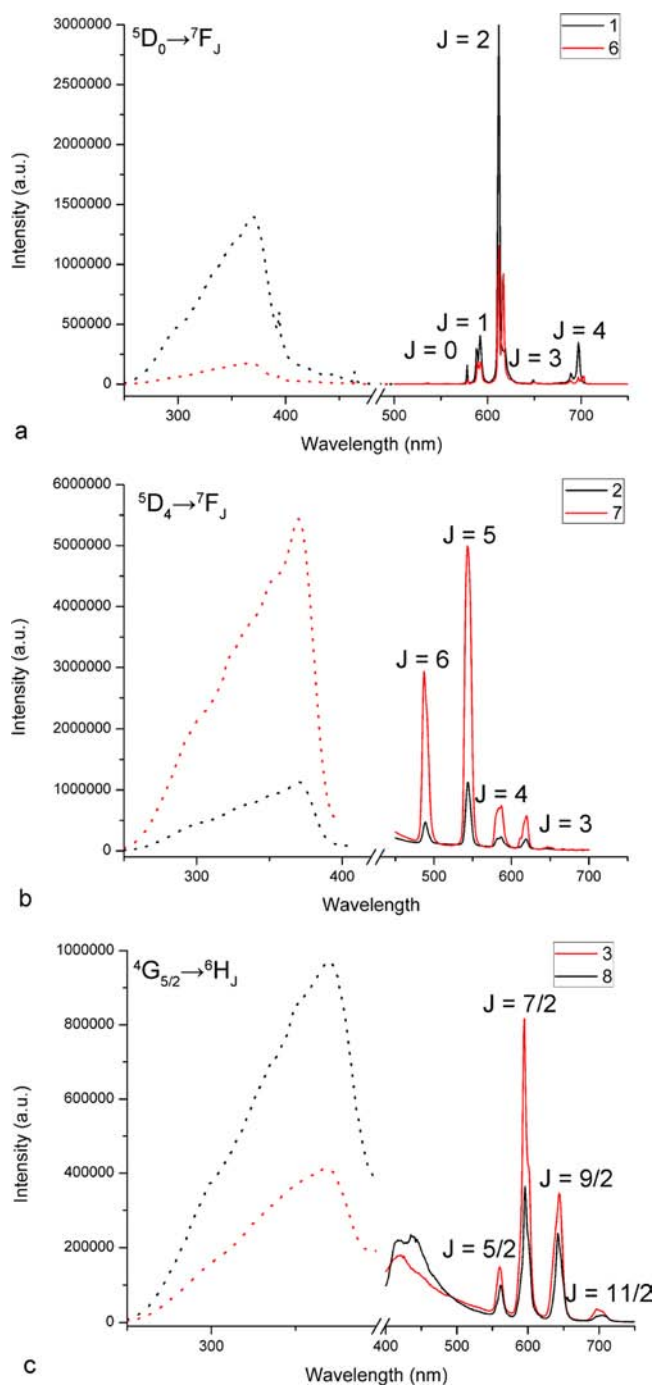 ⁵D₀→⁷F_J
1
6
J = 2
J = 1
J = 0
J = 3
J = 4
3000000
2500000
2000000
1500000
1000000
500000
0
Intensity (a.u.)
300 400 500 600 700
Wavelength (nm)
a
⁵D₄→⁷F_J
2
7
J = 5
J = 6
J = 4
J = 3
6000000
5000000
4000000
3000000
2000000
1000000
0
Intensity (a.u.)
300 400 500 600 700
Wavelength
b
⁴G₅/₂→⁶H_J
3
8
J = 7/2
J = 9/2
J = 5/2
J = 11/2
1000000
800000
600000
400000
200000
0
Intensity (a.u.)
300 400 500 600 700
Wavelength (nm)
c